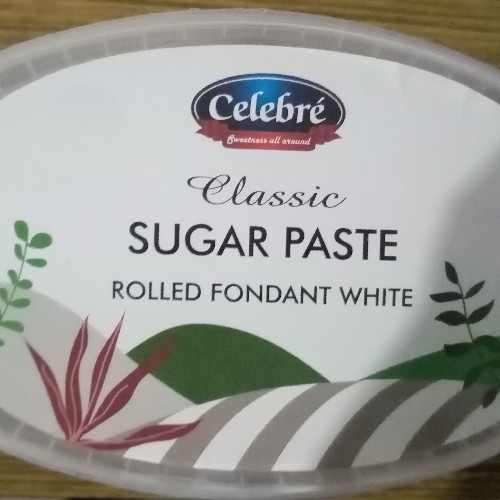 Celebré
Sweetness all around
Classic
SUGAR PASTE
ROLLED FONDANT WHITE